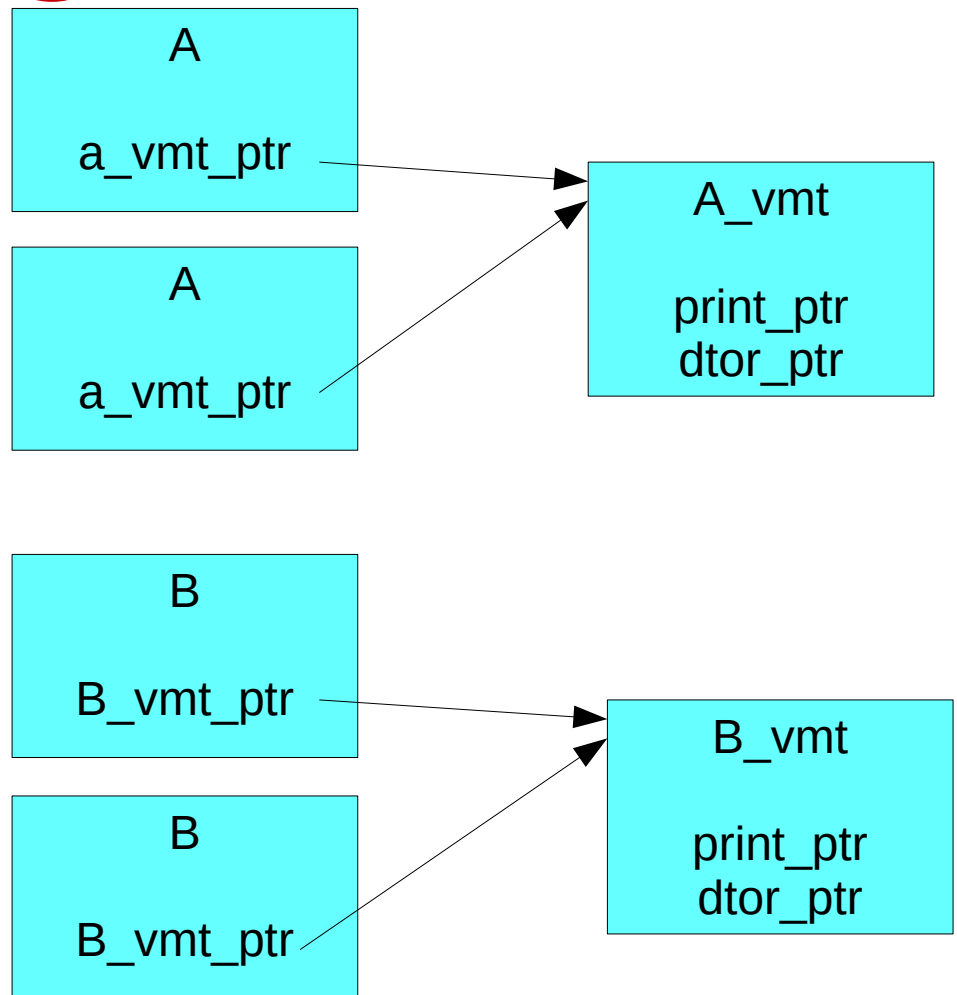 A
a_vmt_ptr
A
a_vmt_ptr
A_vmt
print_ptr
dtor_ptr
B
B_vmt_ptr
B
B_vmt_ptr
B_vmt
print_ptr
dtor_ptr